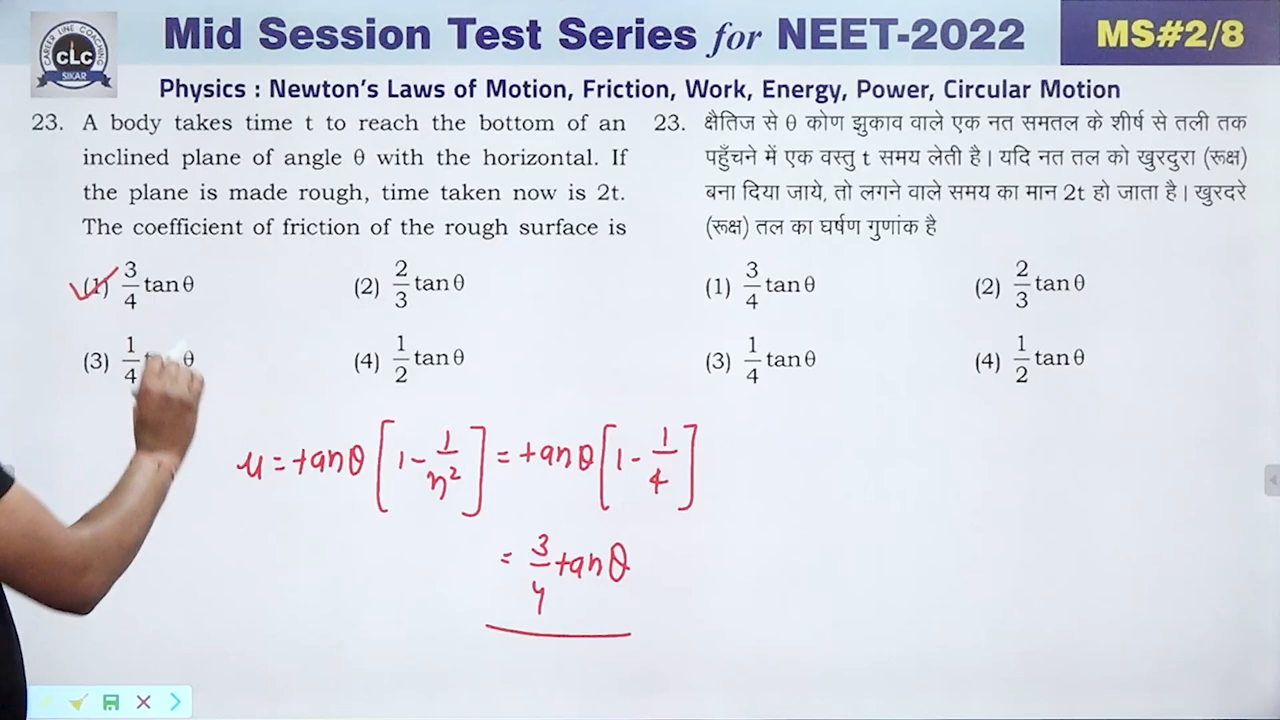 CAREER LINE COACHING
CLC
SIKAR
Mid Session Test Series for NEET-2022
MS#2/8
Physics : Newton's Laws of Motion, Friction, Work, Energy, Power, Circular Motion
23. A body takes time t to reach the bottom of an
inclined plane of angle θ with the horizontal. If
the plane is made rough, time taken now is 2t.
The coefficient of friction of the rough surface is
(1) 3/4 tanθ
(2) 2/3 tanθ
(3) 1/4 θ
(4) 1/2 tanθ
23. क्षैतिज से θ कोण झुकाव वाले एक नत समतल के शीर्ष से तली तक
पहुँचने में एक वस्तु t समय लेती है। यदि नत तल को खुरदुरा (रूक्ष)
बना दिया जाये, तो लगने वाले समय का मान 2t हो जाता है। खुरदरे
(रूक्ष) तल का घर्षण गुणांक है
(1) 3/4 tanθ
(2) 2/3 tanθ
(3) 1/4 tanθ
(4) 1/2 tanθ
μ = tanθ [1 - 1/n²] = tanθ [1 - 1/4]
= 3/4 tanθ